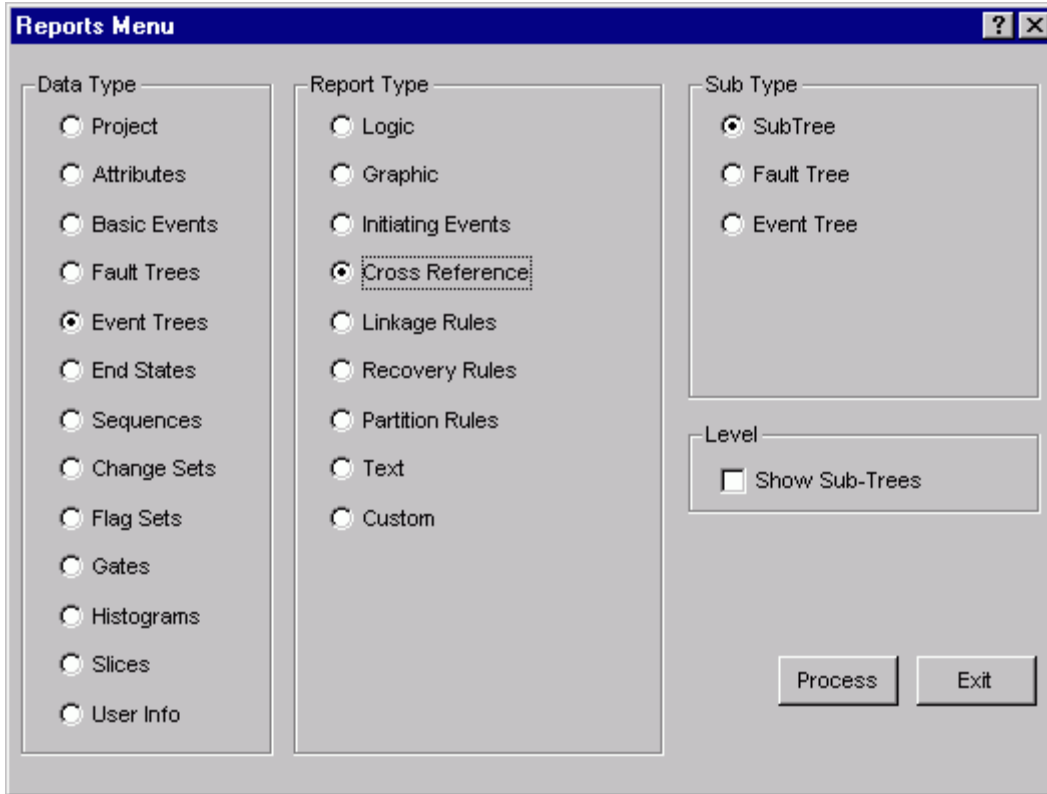 Reports Menu
Data Type
Project
Attributes
Basic Events
Fault Trees
Event Trees
End States
Sequences
Change Sets
Flag Sets
Gates
Histograms
Slices
User Info
Report Type
Logic
Graphic
Initiating Events
Cross Reference
Linkage Rules
Recovery Rules
Partition Rules
Text
Custom
Sub Type
SubTree
Fault Tree
Event Tree
Level
Show Sub-Trees
Process
Exit